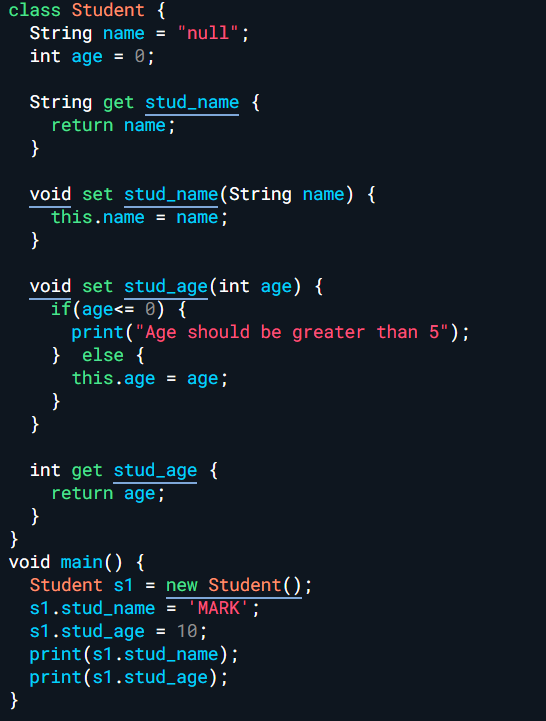 class Student {
  String name = "null";
  int age = 0;

  String get stud_name {
    return name;
  }

  void set stud_name(String name) {
    this.name = name;
  }

  void set stud_age(int age) {
    if(age<= 0) {
      print("Age should be greater than 5");
    }  else {
      this.age = age;
    }
  }

  int get stud_age {
    return age;
  }
}
void main() {
  Student s1 = new Student();
  s1.stud_name = 'MARK';
  s1.stud_age = 10;
  print(s1.stud_name);
  print(s1.stud_age);
}